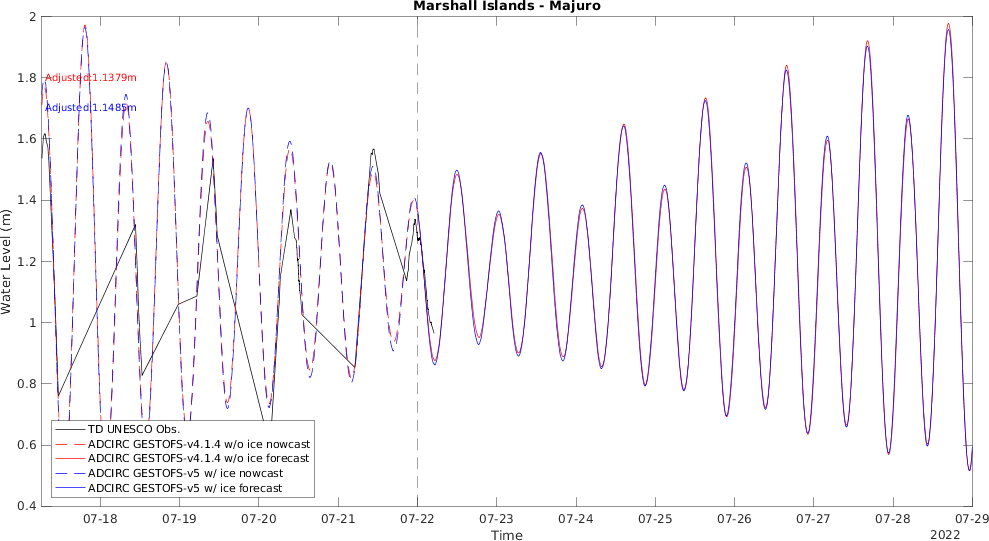 Marshall Islands - Majuro
2
1.8
1.6
1.4
1.2
1
0.8
0.6
0.4
Water Level (m)
Adjusted:1.1379m
Adjusted:1.1485m
TD UNESCO Obs.
ADCIRC GESTOFS-v4.1.4 w/o ice nowcast
ADCIRC GESTOFS-v4.1.4 w/o ice forecast
ADCIRC GESTOFS-v5 w/ ice nowcast
ADCIRC GESTOFS-v5 w/ ice forecast
07-18 07-19 07-20 07-21 07-22 07-23 07-24 07-25 07-26 07-27 07-28 07-29
Time
2022